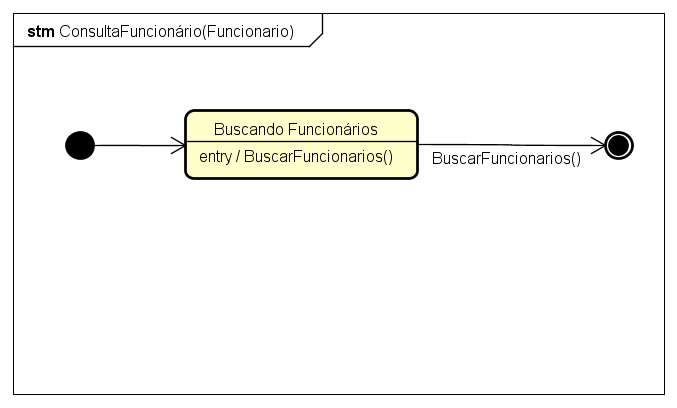 stm ConsultaFuncionário(Funcionario)
Buscando Funcionários
entry / BuscarFuncionarios()
BuscarFuncionarios()